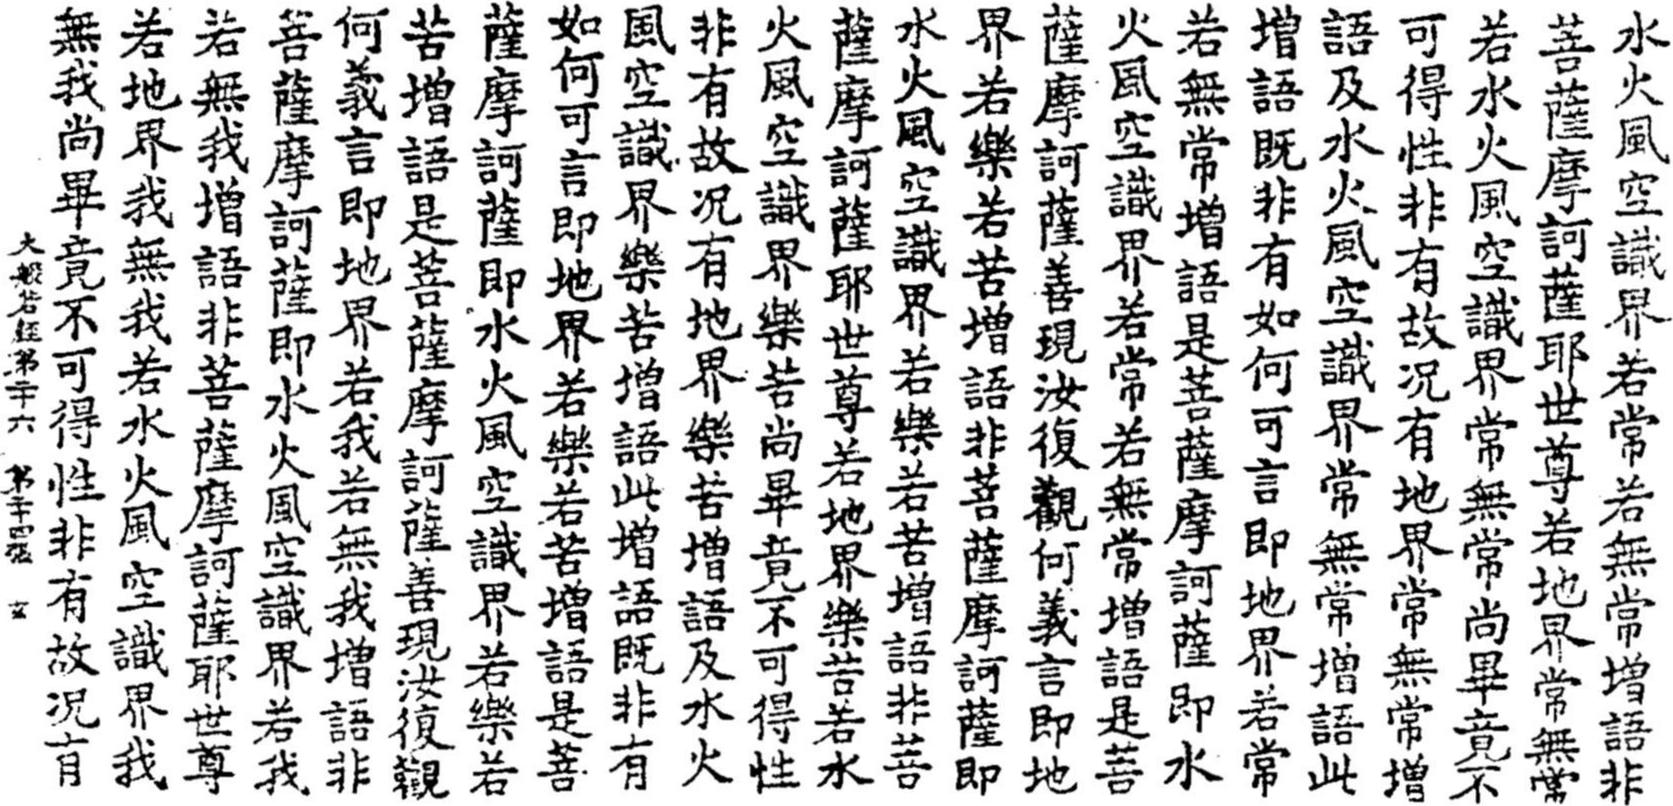 水火風空識界若常若無常增語非
菩薩摩訶薩耶世尊若地界常無常
若水火風空識界常無常尚畢竟不
可得性非有故况有地界常無常增
語及水火風空識界常無常增語此
增語既非有如何可言即地界若常
若無常增語是菩薩摩訶薩即水
火風空識界若常若無常增語是菩
薩摩訶薩善現汝復觀何義言即地
界若樂若苦增語非菩薩摩訶薩即
水火風空識界若樂若苦增語非菩
薩摩訶薩耶世尊若地界樂苦若水
火風空識界樂苦尚畢竟不可得性
非有故况有地界樂苦增語及水火
風空識界樂苦增語此增語既非有
如何可言即地界若樂若苦增語是菩
薩摩訶薩即水火風空識界若樂若
苦增語是菩薩摩訶薩善現汝復觀
何義言即地界若我若無我增語非
菩薩摩訶薩即水火風空識界若我
若無我增語非菩薩摩訶薩耶世尊
若地界我無我若水火風空識界我
無我尚畢竟不可得性非有故况有
大般若經第二十六 第二十四張 玄